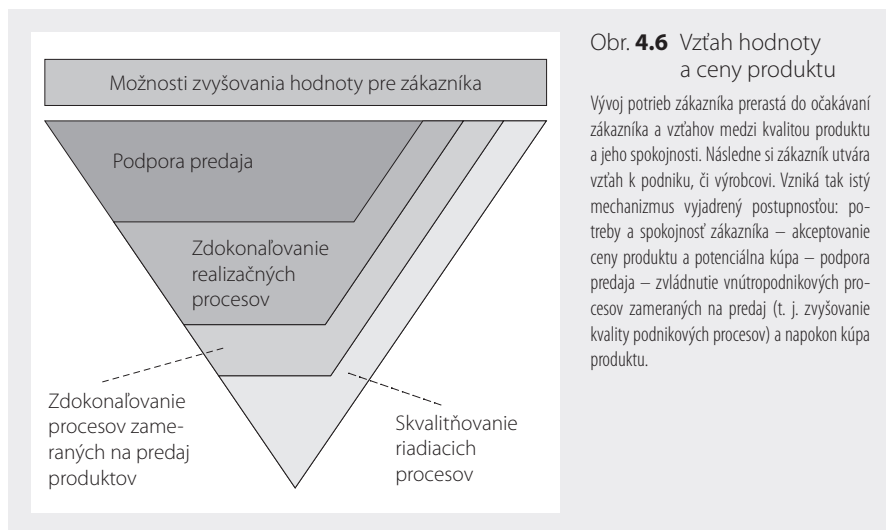 Možnosti zvyšovania hodnoty pre zákazníka
Podpora predaja
Zdokonaľovanie
realizačných
procesov
Zdokonaľovanie
procesov zame-
raných na predaj
produktov
Skvalitňovanie
riadiacich
procesov
Obr. 4.6 Vzťah hodnoty
a ceny produktu
Vývoj potrieb zákazníka prerastá do očakávaní
zákazníka a vzťahov medzi kvalitou produktu
a jeho spokojnosti. Následne si zákazník utvára
vzťah k podniku, či výrobcovi. Vzniká tak istý
mechanizmus vyjadrený postupnosťou: po-
treby a spokojnosť zákazníka – akceptovanie
ceny produktu a potenciálna kúpa – podpora
predaja – zvládnutie vnútropodnikových pro-
cesov zameraných na predaj (t. j. zvyšovanie
kvality podnikových procesov) a napokon kúpa
produktu.